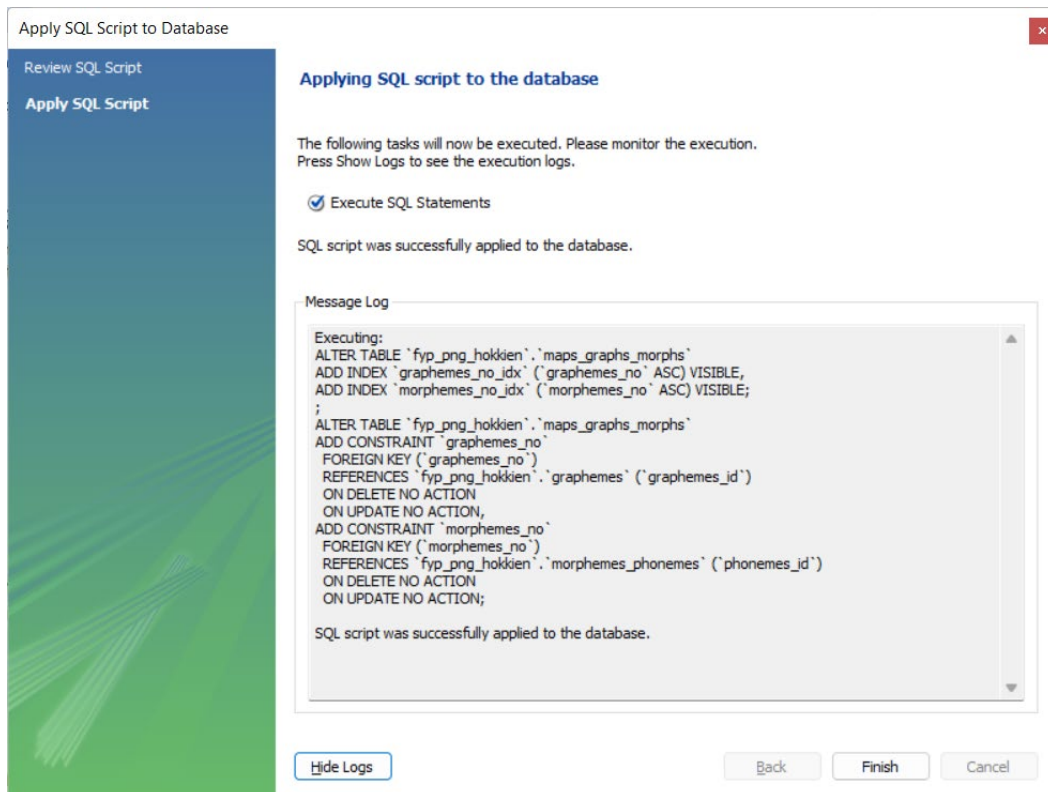 Apply SQL Script to Database
Review SQL Script
Apply SQL Script
Applying SQL script to the database
The following tasks will now be executed. Please monitor the execution.
Press Show Logs to see the execution logs.
Execute SQL Statements
SQL script was successfully applied to the database.
Message Log
Executing:
ALTER TABLE `fyp_png_hokkien`.`maps_graphs_morphs`
ADD INDEX `graphemes_no_idx` (`graphemes_no` ASC) VISIBLE,
ADD INDEX `morphemes_no_idx` (`morphemes_no` ASC) VISIBLE;
;
ALTER TABLE `fyp_png_hokkien`.`maps_graphs_morphs`
ADD CONSTRAINT `graphemes_no`
FOREIGN KEY (`graphemes_no`)
REFERENCES `fyp_png_hokkien`.`graphemes` (`graphemes_id`)
ON DELETE NO ACTION
ON UPDATE NO ACTION,
ADD CONSTRAINT `morphemes_no`
FOREIGN KEY (`morphemes_no`)
REFERENCES `fyp_png_hokkien`.`morphemes_phonemes` (`phonemes_id`)
ON DELETE NO ACTION
ON UPDATE NO ACTION;
SQL script was successfully applied to the database.
Hide Logs
Back
Finish
Cancel